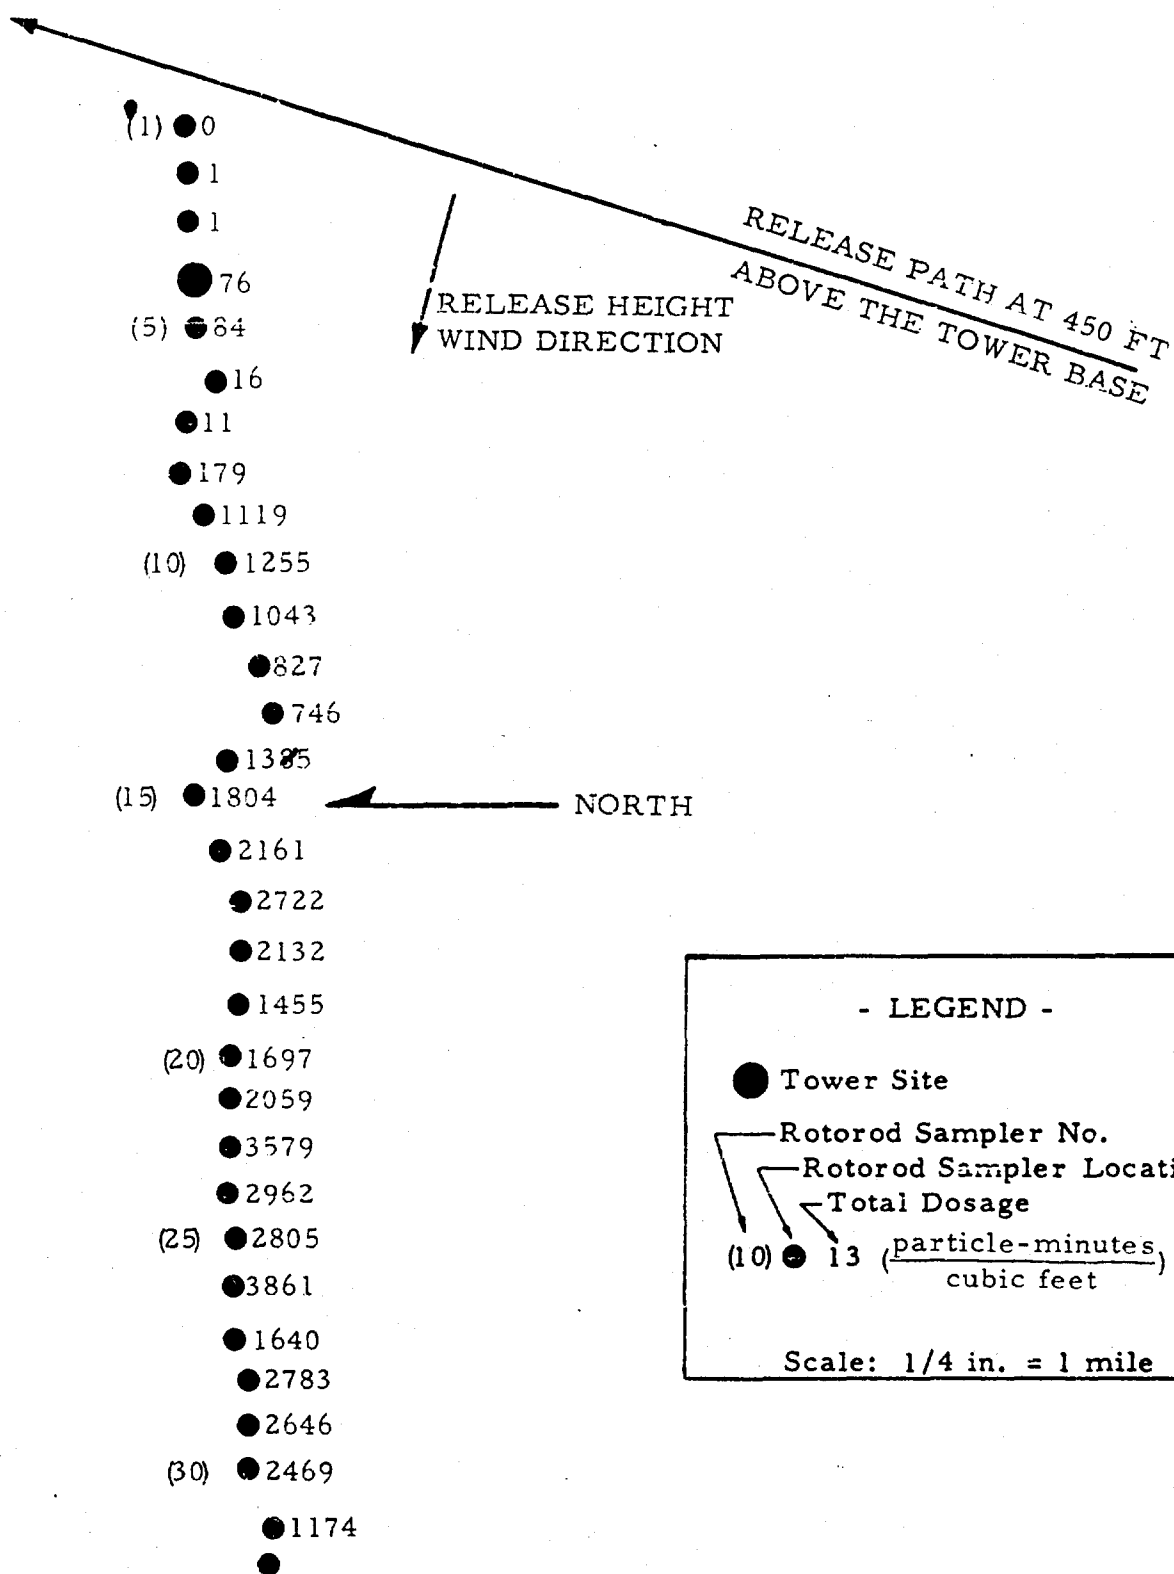 (1) 0
1
1
76
(5) 84
16
11
179
1119
(10) 1255
1043
827
746
1385
(15) 1804
2161
2722
2132
1455
(20) 1697
2059
3579
2962
(25) 2805
3861
1640
2783
2646
(30) 2469
1174
RELEASE PATH AT 450 FT
ABOVE THE TOWER BASE
RELEASE HEIGHT
WIND DIRECTION
NORTH
- LEGEND -
Tower Site
Rotorod Sampler No.
Rotorod Sampler Locati
Total Dosage
(10) 13 (particle-minutes
cubic feet)
Scale: 1/4 in. = 1 mile